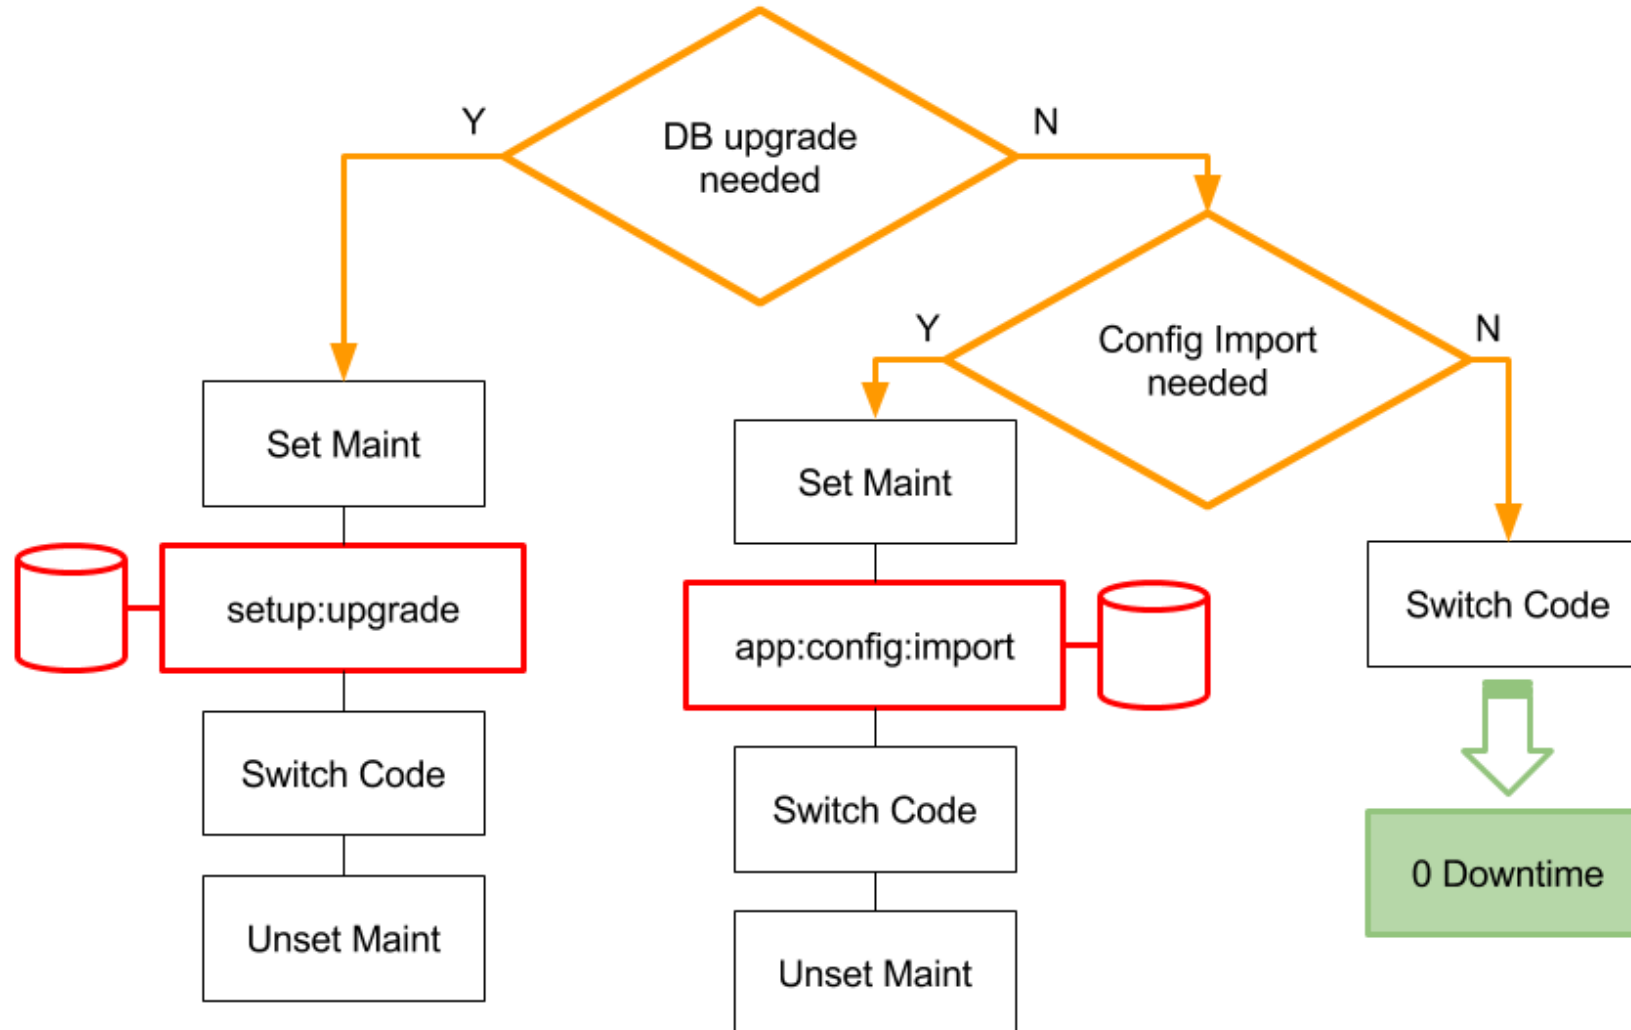 Y
DB upgrade
needed
N
Y
Config Import
needed
N
Set Maint
setup:upgrade
Switch Code
Unset Maint
Set Maint
app:config:import
Switch Code
Unset Maint
Switch Code
0 Downtime